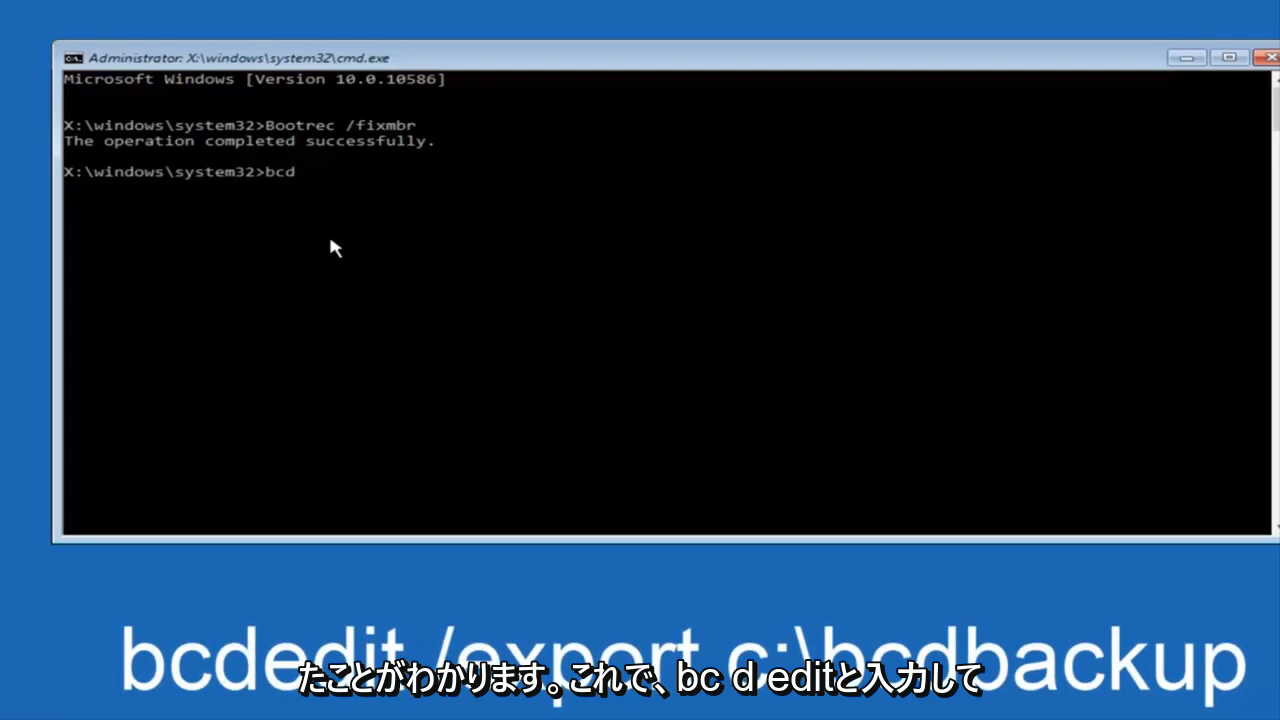 Administrator: X:\windows\system32\cmd.exe
Microsoft Windows [Version 10.0.10586]
X:\windows\system32>Bootrec /fixmbr
The operation completed successfully.
X:\windows\system32>bcd
bcdedit /export c:\bcdbackup
たことがわかります。これで、bc d editと入力して